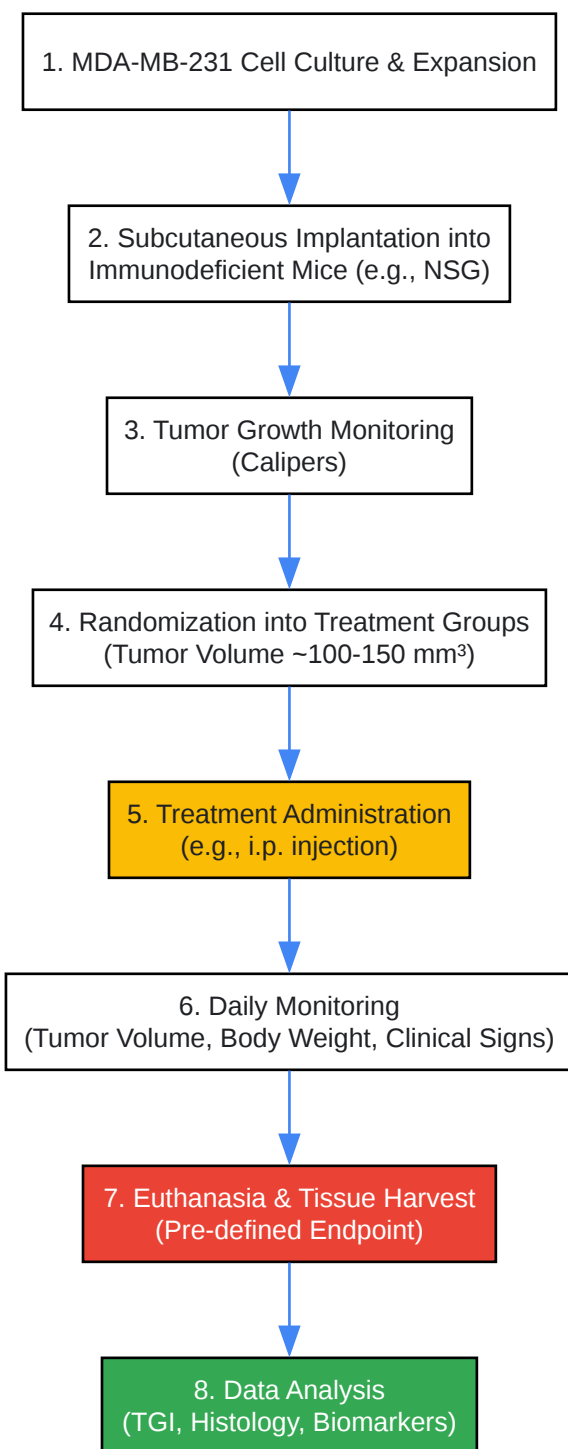 1. MDA-MB-231 Cell Culture & Expansion
2. Subcutaneous Implantation into
Immunodeficient Mice (e.g., NSG)
3. Tumor Growth Monitoring
(Calipers)
4. Randomization into Treatment Groups
(Tumor Volume ~100-150 mm³)
5. Treatment Administration
(e.g., i.p. injection)
6. Daily Monitoring
(Tumor Volume, Body Weight, Clinical Signs)
7. Euthanasia & Tissue Harvest
(Pre-defined Endpoint)
8. Data Analysis
(TGI, Histology, Biomarkers)